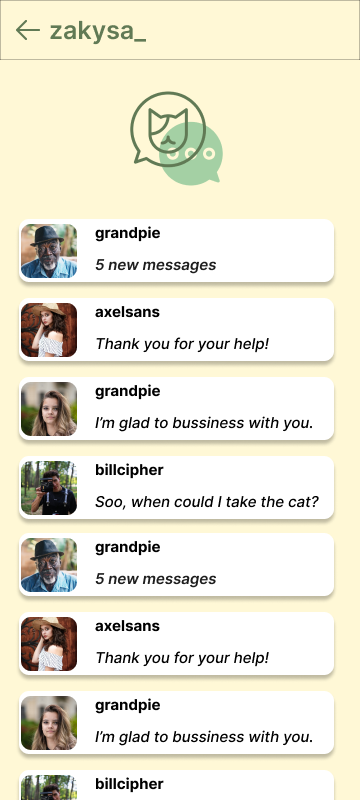 zakysa_
grandpie
5 new messages
axelsans
Thank you for your help!
grandpie
I'm glad to bussiness with you.
billcipher
Soo, when could I take the cat?
grandpie
5 new messages
axelsans
Thank you for your help!
grandpie
I'm glad to bussiness with you.
billcipher